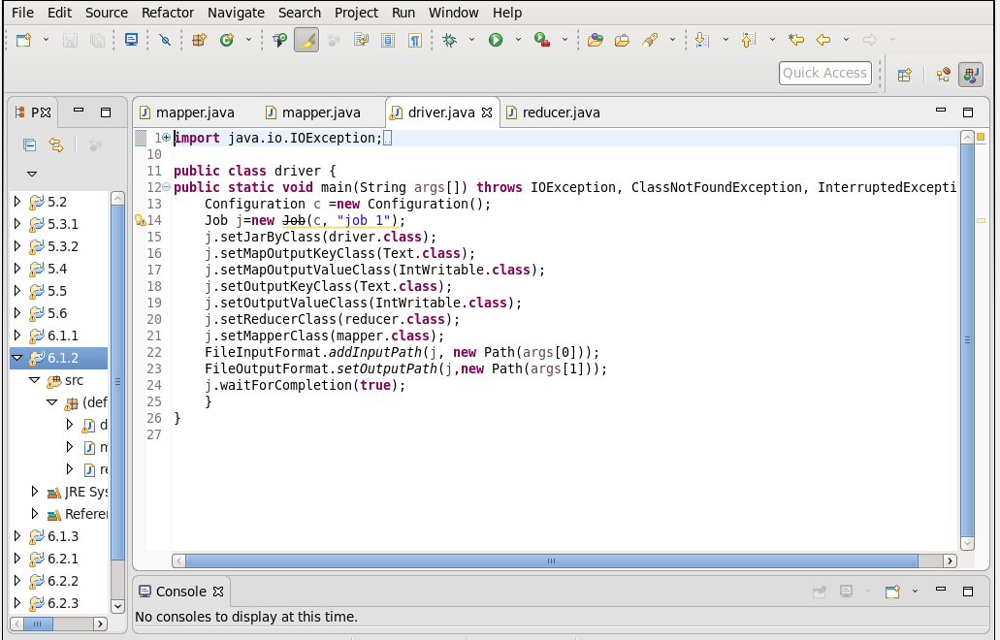 File Edit Source Refactor Navigate Search Project Run Window Help
Quick Access
P
mapper.java mapper.java driver.java reducer.java
5.2
5.3.1
5.3.2
5.4
5.5
5.6
6.1.1
6.1.2
src
(def
d
m
re
JRE Sys
Referen
6.1.3
6.2.1
6.2.2
6.2.3
1 import java.io.IOException;
10
11 public class driver {
12 public static void main(String args[]) throws IOException, ClassNotFoundException, InterruptedExcepti
13 Configuration c =new Configuration();
14 Job j=new Job(c, "job 1");
15 j.setJarByClass(driver.class);
16 j.setMapOutputKeyClass(Text.class);
17 j.setMapOutputValueClass(IntWritable.class);
18 j.setOutputKeyClass(Text.class);
19 j.setOutputValueClass(IntWritable.class);
20 j.setReducerClass(reducer.class);
21 j.setMapperClass(mapper.class);
22 FileInputFormat.addInputPath(j, new Path(args[0]));
23 FileOutputFormat.setOutputPath(j,new Path(args[1]));
24 j.waitForCompletion(true);
25 }
26 }
27
Console
No consoles to display at this time.